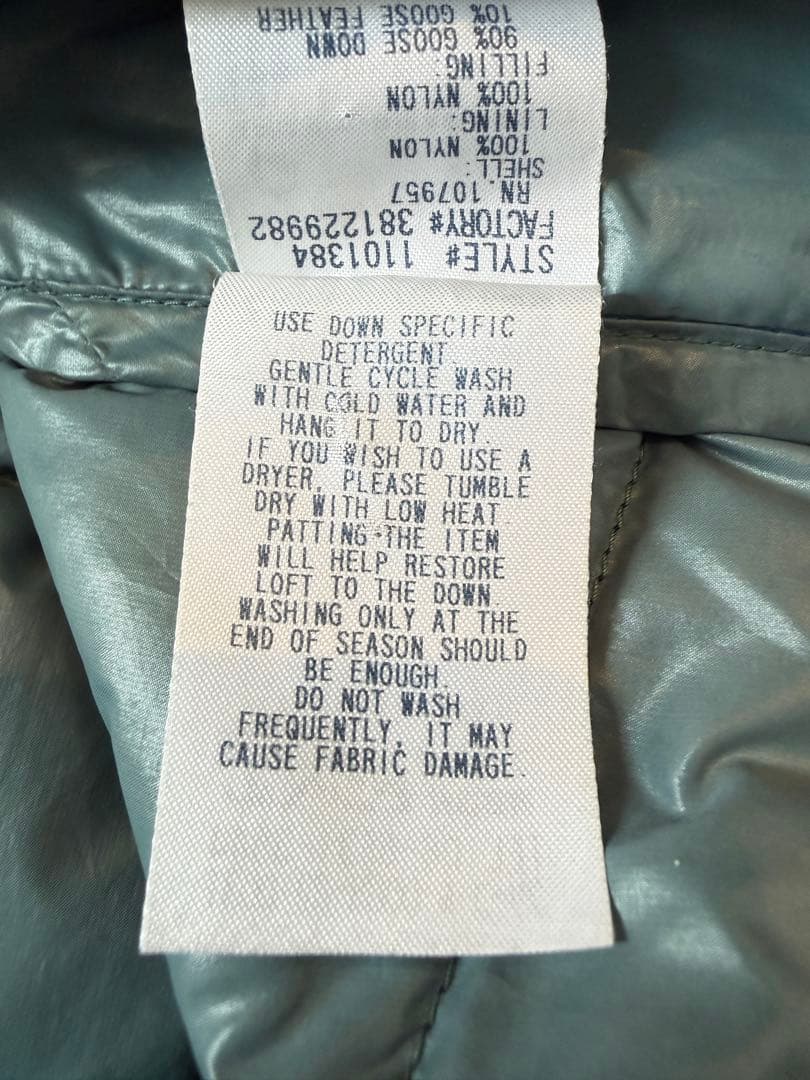 STYLE# 1101384
FACTORY# 381229982
RN. 107957
SHELL:
100% NYLON
LINING:
100% NYLON
FILLING:
90% GOOSE DOWN
10% GOOSE FEATHER
USE DOWN SPECIFIC
DETERGENT.
GENTLE CYCLE WASH
WITH COLD WATER AND
HANG IT TO DRY.
IF YOU WISH TO USE A
DRYER, PLEASE TUMBLE
DRY WITH LOW HEAT.
PATTING THE ITEM
WILL HELP RESTORE
LOFT TO THE DOWN
WASHING ONLY AT THE
END OF SEASON SHOULD
BE ENOUGH.
DO NOT WASH
FREQUENTLY, IT MAY
CAUSE FABRIC DAMAGE.